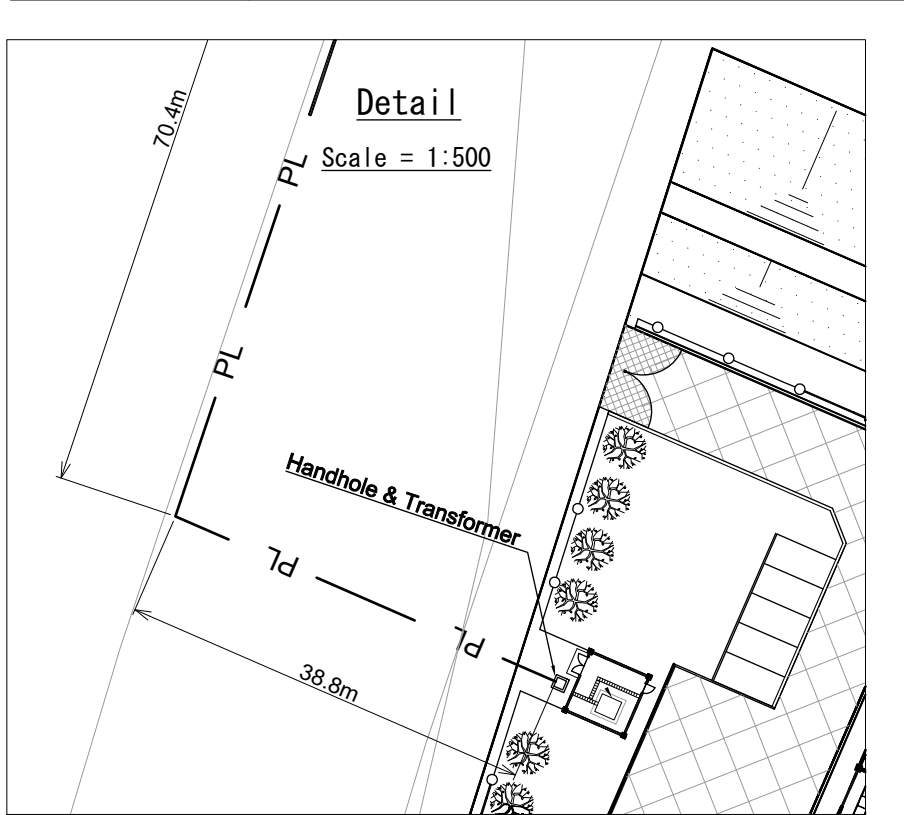 70.4m
Detail
Scale = 1:500
PL
PL
Handhole & Transformer
PL
PL
38.8m